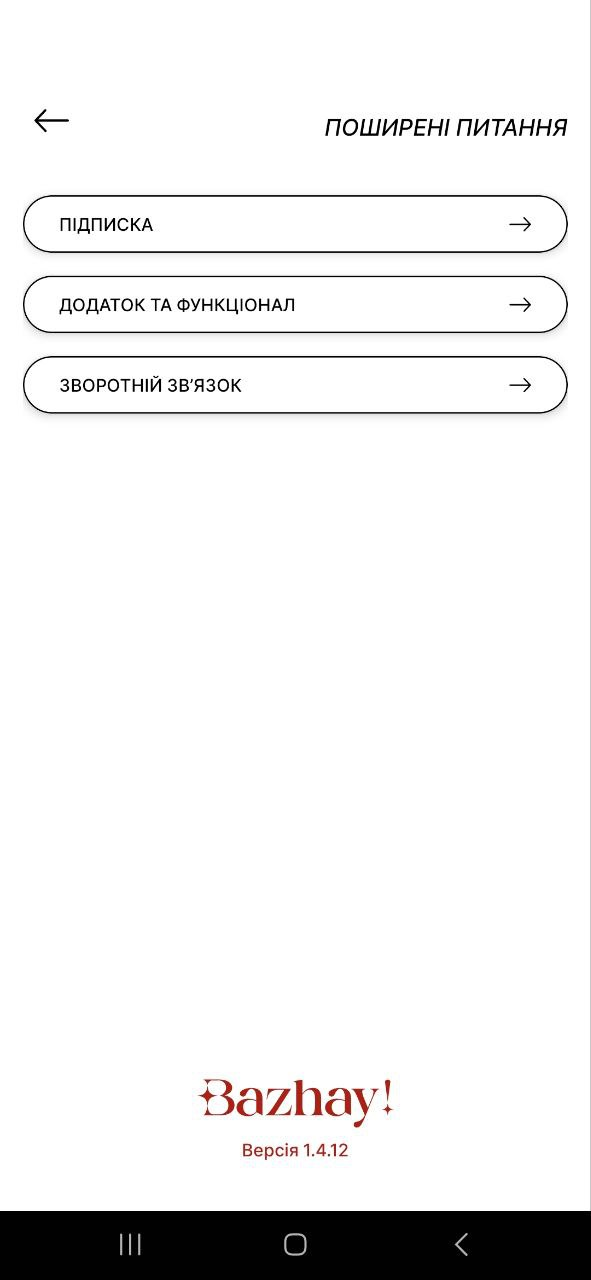 ПОШИРЕНІ ПИТАННЯ
ПІДПИСКА
ДОДАТОК ТА ФУНКЦІОНАЛ
ЗВОРОТНІЙ ЗВ’ЯЗОК
Bazhay!
Версія 1.4.12